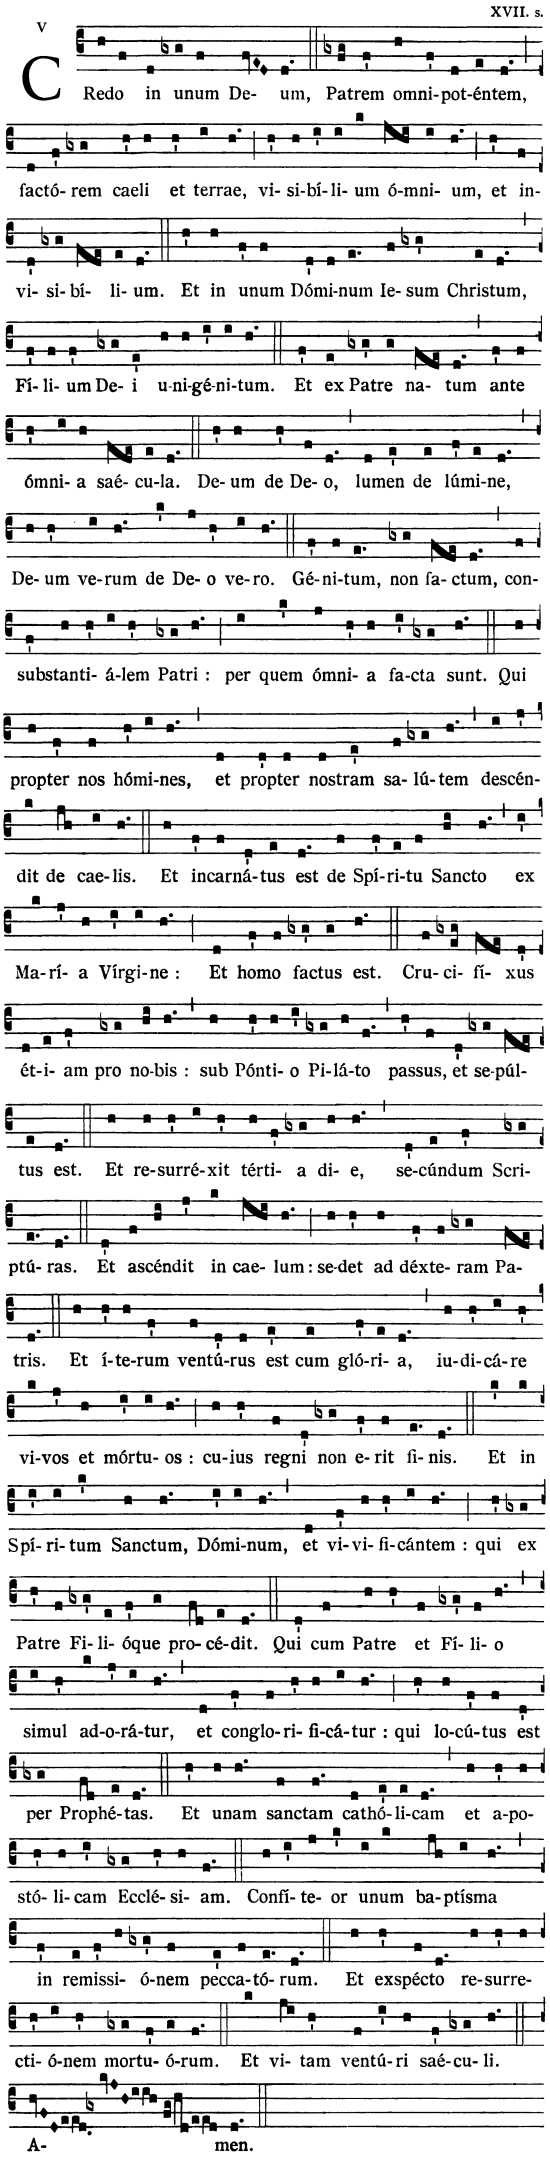 XVII. s.
V
CRedo in unum De- um, Patrem omni-pot-éntem,
factó-rem caeli et terrae, vi-si-bí-li-um ó-mni-um, et in-
vi-si-bí-li-um. Et in unum Dómi-num Ie-sum Christum,
Fí-li-um De-i u-ni-gé-ni-tum. Et ex Patre na-tum ante
ómni-a saé-cu-la. De-um de De-o, lumen de lúmi-ne,
De-um ve-rum de De-o ve-ro. Gé-ni-tum, non fa-ctum, con-
substanti-á-lem Patri : per quem ómni-a fa-cta sunt. Qui
propter nos hómi-nes, et propter nostram sa-lú-tem descén-
dit de cae-lis. Et incarná-tus est de Spí-ri-tu Sancto ex
Ma-rí-a Vírgi-ne : Et homo factus est. Cru-ci-fí-xus
ét-i-am pro no-bis : sub Pónti-o Pi-lá-to passus, et se-púl-
tus est. Et re-surré-xit térti-a di-e, se-cúndum Scri-
ptú-ras. Et ascéndit in cae-lum : se-det ad déxte-ram Pa-
tris. Et í-te-rum ventú-rus est cum gló-ri-a, iu-di-cá-re
vi-vos et mórtu-os : cu-ius regni non e-rit fi-nis. Et in
Spí-ri-tum Sanctum, Dómi-num, et vi-vi-fi-cántem : qui ex
Patre Fi-li-óque pro-cé-dit. Qui cum Patre et Fí-li-o
simul ad-o-rá-tur, et conglo-ri-fi-cá-tur : qui lo-cú-tus est
per Prophé-tas. Et unam sanctam cathó-li-cam et a-po-
stó-li-cam Ecclé-si-am. Confí-te-or unum ba-ptísma
in remissi-ó-nem pecca-tó-rum. Et exspécto re-surre-
cti-ó-nem mortu-ó-rum. Et vi-tam ventú-ri saé-cu-li.
A- men.